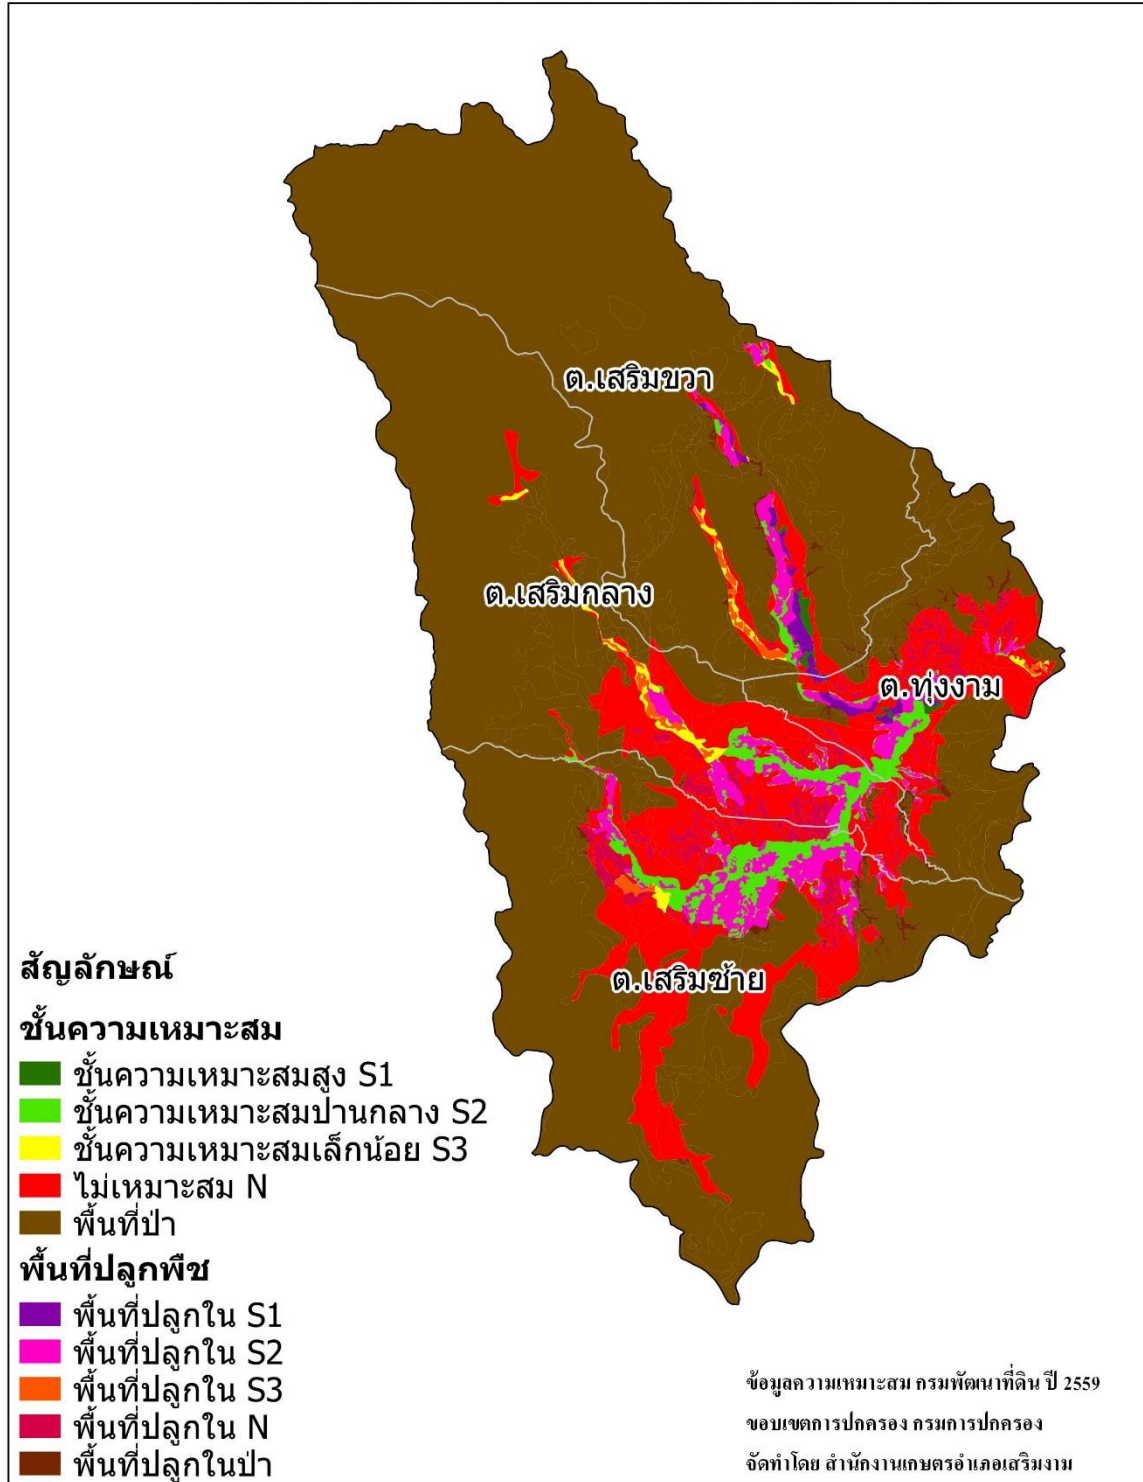 ต.เสริมขวา
ต.เสริมกลาง
ต.ทุ่งงาม
ต.เสริมซ้าย
สัญลักษณ์
ชั้นความเหมาะสม
ชั้นความเหมาะสมสูง S1
ชั้นความเหมาะสมปานกลาง S2
ชั้นความเหมาะสมเล็กน้อย S3
ไม่เหมาะสม N
พื้นที่ป่า
พื้นที่ปลูกพืช
พื้นที่ปลูกใน S1
พื้นที่ปลูกใน S2
พื้นที่ปลูกใน S3
พื้นที่ปลูกใน N
พื้นที่ปลูกในป่า
ข้อมูลความเหมาะสม กรมพัฒนาที่ดิน ปี 2559
ขอบเขตการปกครอง กรมการปกครอง
จัดทำโดย สำนักงานเกษตรอำเภอเสริมงาม